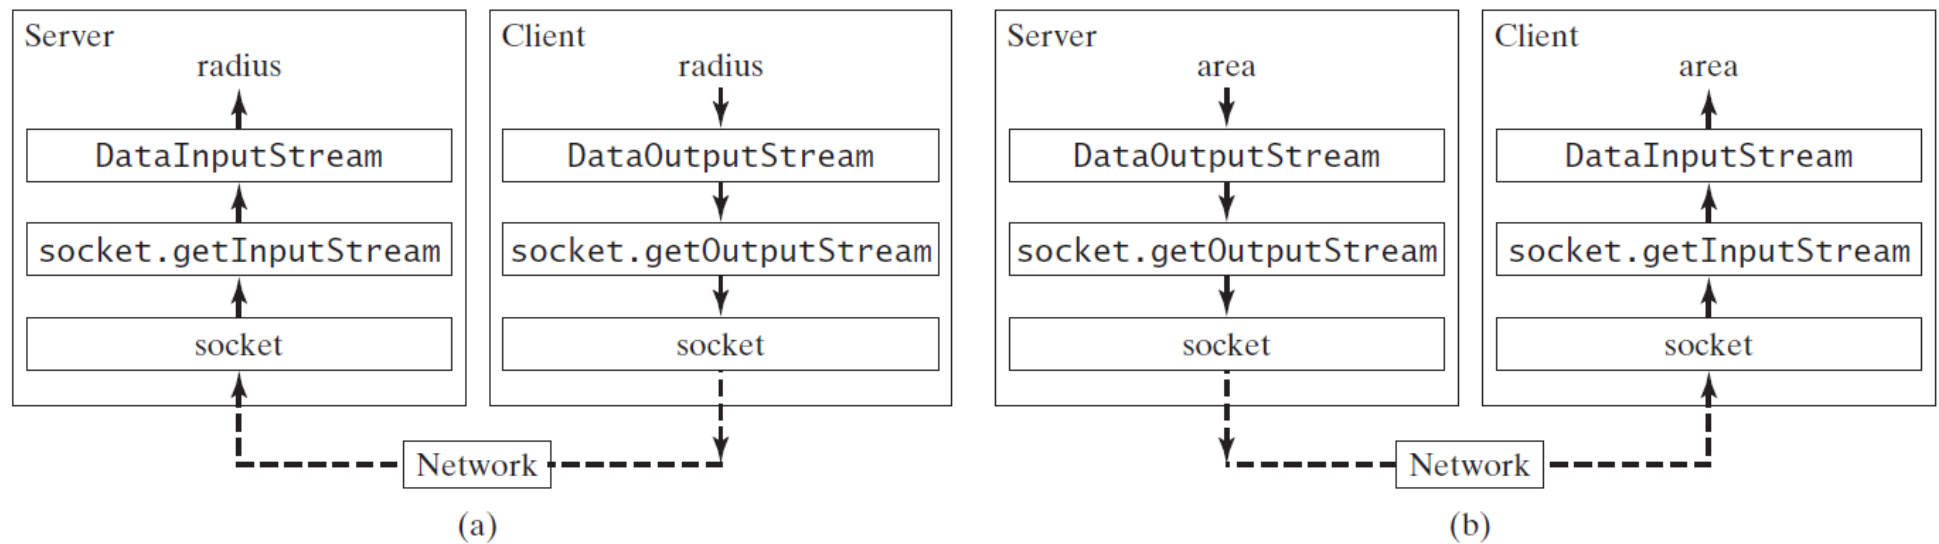 Server
radius
DataInputStream
socket.getInputStream
socket
Client
radius
DataOutputStream
socket.getOutputStream
socket
Network
(a)
Server
area
DataOutputStream
socket.getOutputStream
socket
Client
area
DataInputStream
socket.getInputStream
socket
Network
(b)